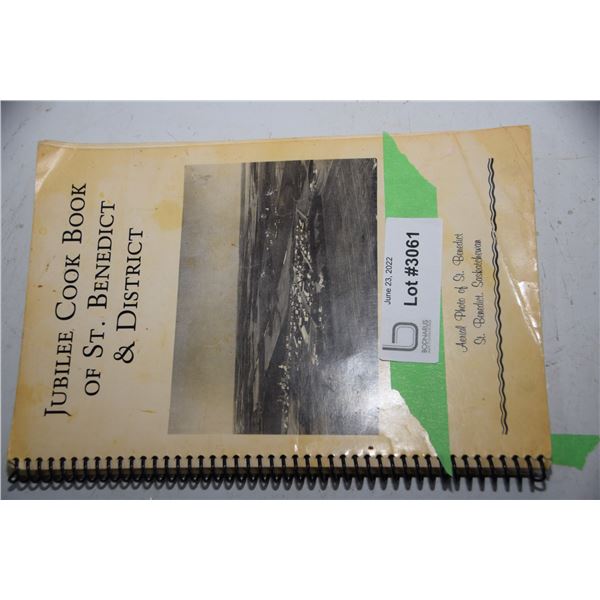 JUBILEE COOK BOOK
OF ST. BENEDICT
& DISTRICT
June 23, 2022
Lot #3061
BODNARUS
Aerial Photo of St. Benedict
St. Benedict, Saskatchewan